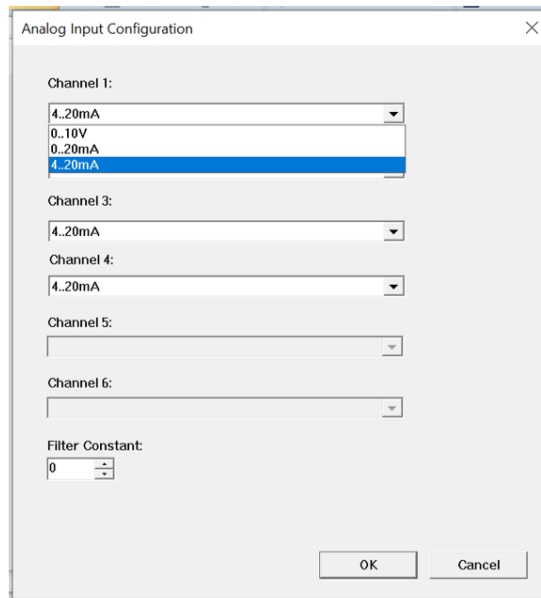 Analog Input Configuration
Channel 1:
4..20mA
0..10V
0..20mA
4..20mA
Channel 3:
4..20mA
Channel 4:
4..20mA
Channel 5:
Channel 6:
Filter Constant:
0
OK Cancel